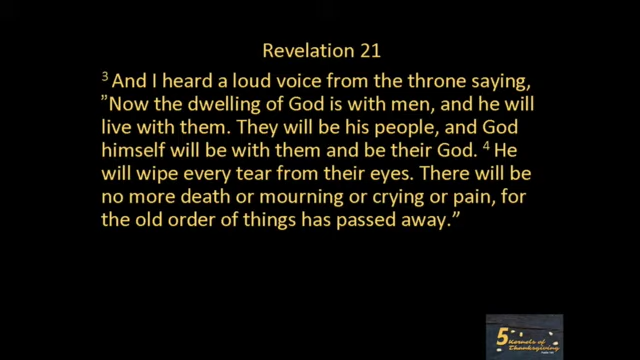 Revelation 21
³ And I heard a loud voice from the throne saying,
”Now the dwelling of God is with men, and he will
live with them. They will be his people, and God
himself will be with them and be their God. ⁴ He
will wipe every tear from their eyes. There will be
no more death or mourning or crying or pain, for
the old order of things has passed away.”
5 Kernels of
Thanksgiving